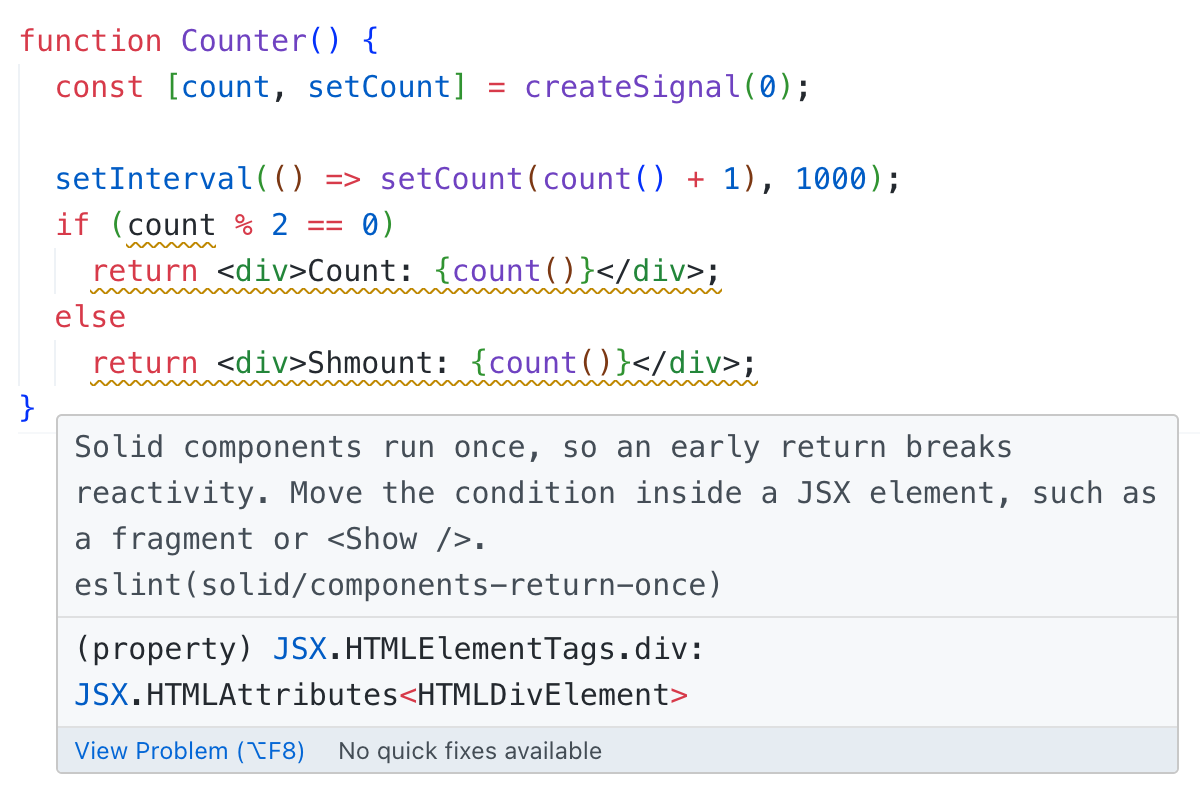 function Counter() {
const [count, setCount] = createSignal(0);
setInterval(() => setCount(count() + 1), 1000);
if (count % 2 == 0)
return <div>Count: {count()}</div>;
else
return <div>Shmount: {count()}</div>;
}
Solid components run once, so an early return breaks
reactivity. Move the condition inside a JSX element, such as
a fragment or <Show />.
eslint(solid/components-return-once)
(property) JSX.HTMLElementTags.div:
JSX.HTMLAttributes<HTMLDivElement>
View Problem (⌥F8) No quick fixes available